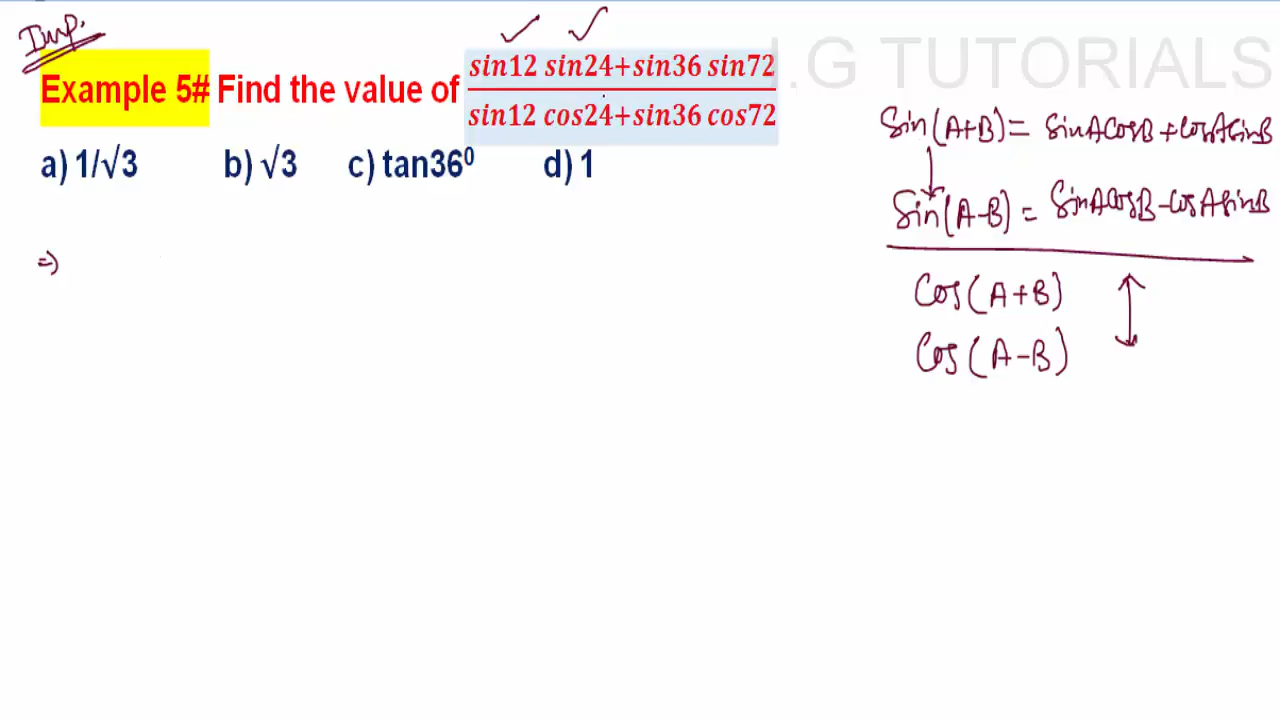 Imp.
Example 5# Find the value of sin12 sin24+sin36 sin72
sin12 cos24+sin36 cos72
a) 1/√3 b) √3 c) tan36⁰ d) 1
.G TUTORIALS
Sin(A+B) = SinACosB + CosASinB
Sin(A-B) = SinACosB - CosASinB
Cos(A+B)
Cos(A-B)
=)